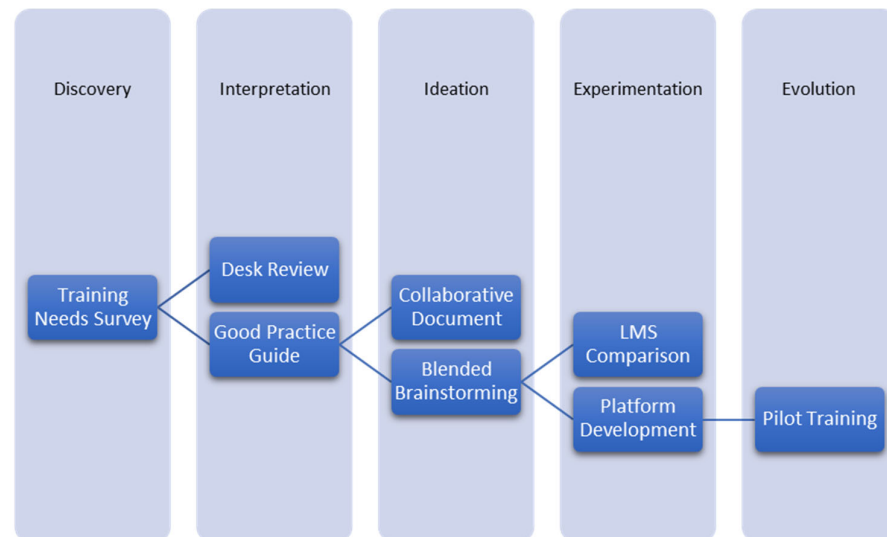 Discovery
Interpretation
Ideation
Experimentation
Evolution
Training
Needs Survey
Desk Review
Good Practice
Guide
Collaborative
Document
Blended
Brainstorming
LMS
Comparison
Platform
Development
Pilot Training